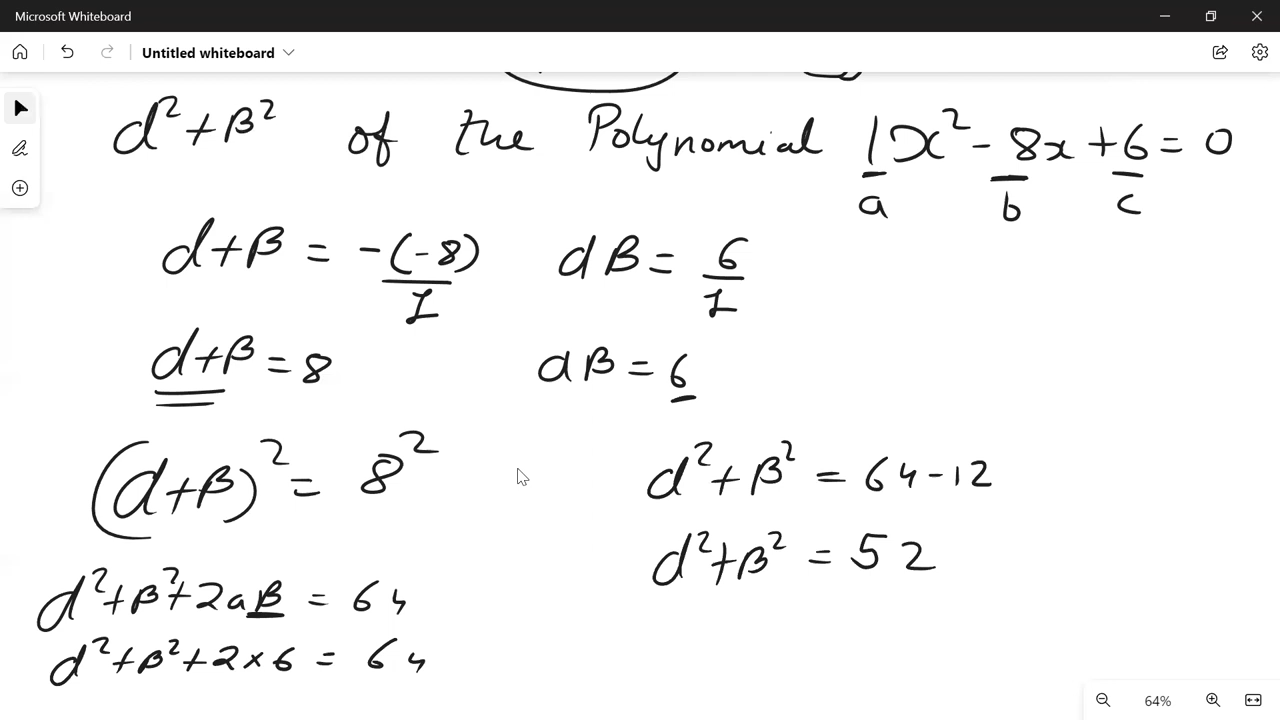 Microsoft Whiteboard
Untitled whiteboard
α²+β² of the Polynomial 1x²-8x+6=0
a b c
α+β = -(-8)/1 αβ = 6/1
α+β=8 αβ=6
(α+β)²= 8²
α²+β²+2αβ = 64
α²+β²+2×6 = 64
α²+β² = 64-12
α²+β² = 52
64%